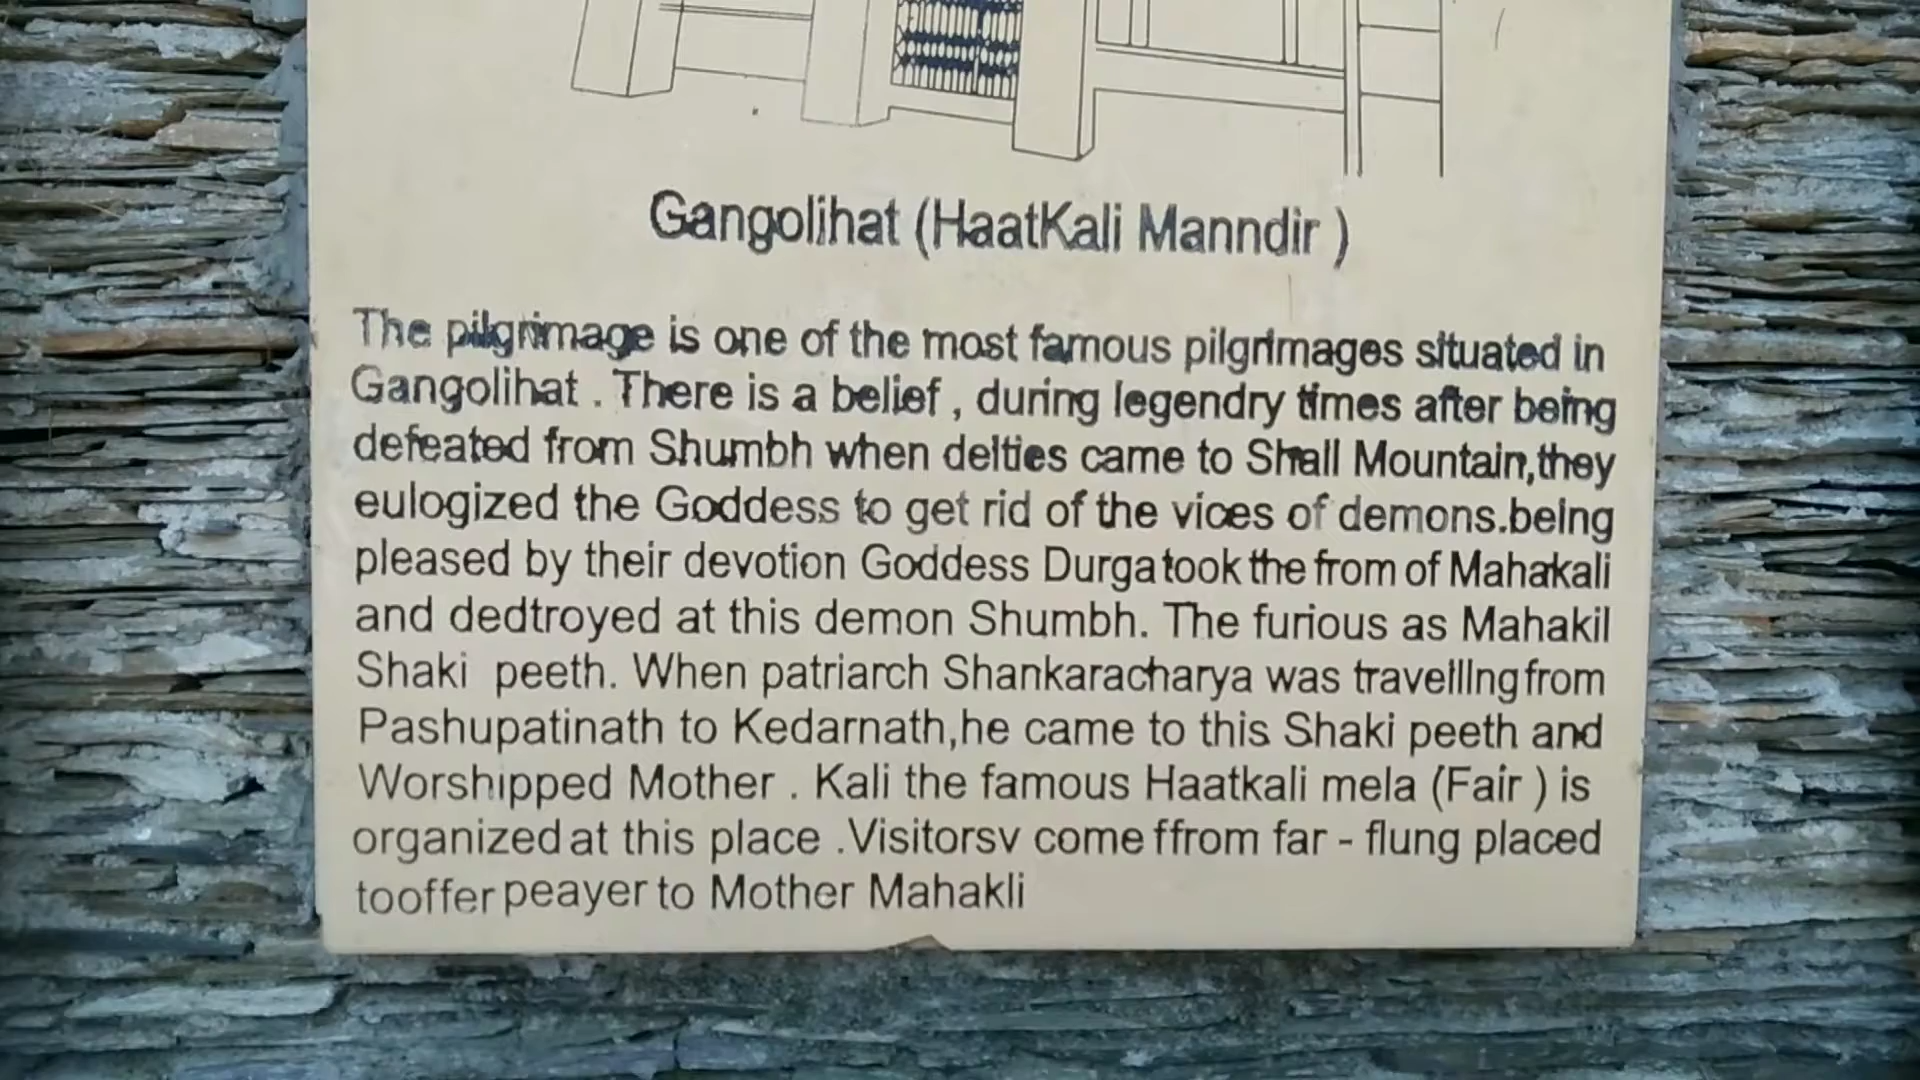 Gangolihat (HaatKali Manndir )
The pilgrimage is one of the most famous pilgrimages situated in
Gangolihat . There is a belief , during legendry times after being
defeated from Shumbh when delties came to Shall Mountain,they
eulogized the Goddess to get rid of the vices of demons.being
pleased by their devotion Goddess Durga took the from of Mahakali
and dedtroyed at this demon Shumbh. The furious as Mahakil
Shaki peeth. When patriarch Shankaracharya was travelling from
Pashupatinath to Kedarnath,he came to this Shaki peeth and
Worshipped Mother . Kali the famous Haatkali mela (Fair ) is
organized at this place .Visitorsv come ffrom far - flung placed
tooffer peayer to Mother Mahakli